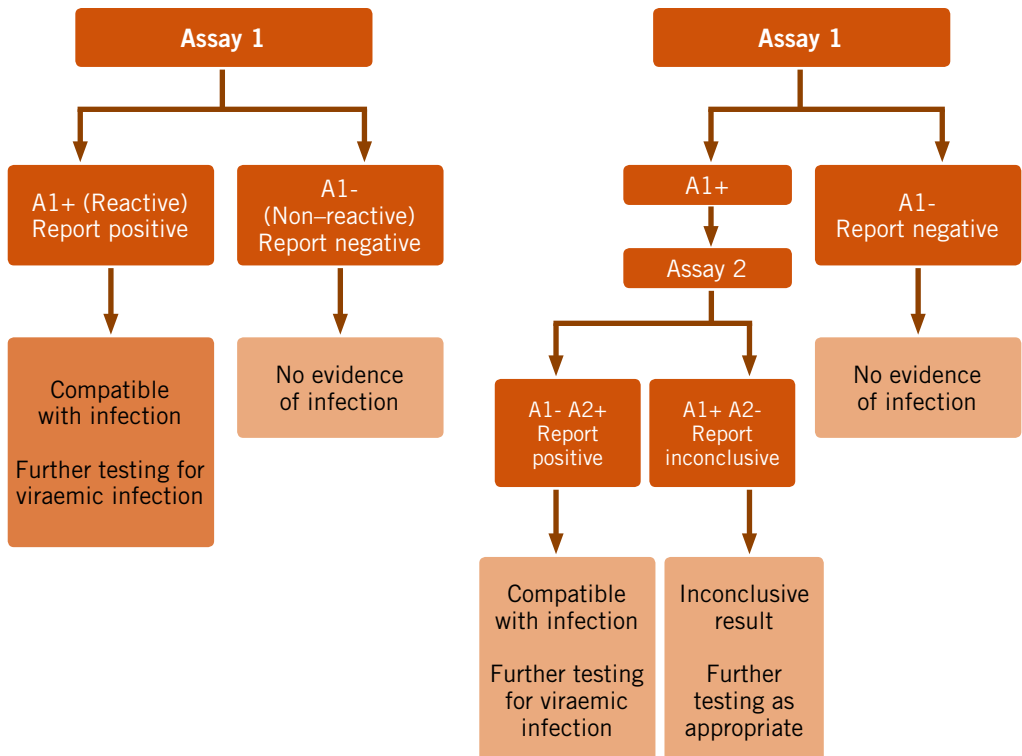 Assay 1
A1+ (Reactive)
Report positive
A1-
(Non–reactive)
Report negative
Compatible
with infection
Further testing for
viraemic infection
No evidence
of infection
Assay 1
A1+
A1-
Report negative
Assay 2
A1- A2+
Report
positive
A1+ A2-
Report
inconclusive
No evidence
of infection
Compatible
with infection
Further testing
for viraemic
infection
Inconclusive
result
Further
testing as
appropriate